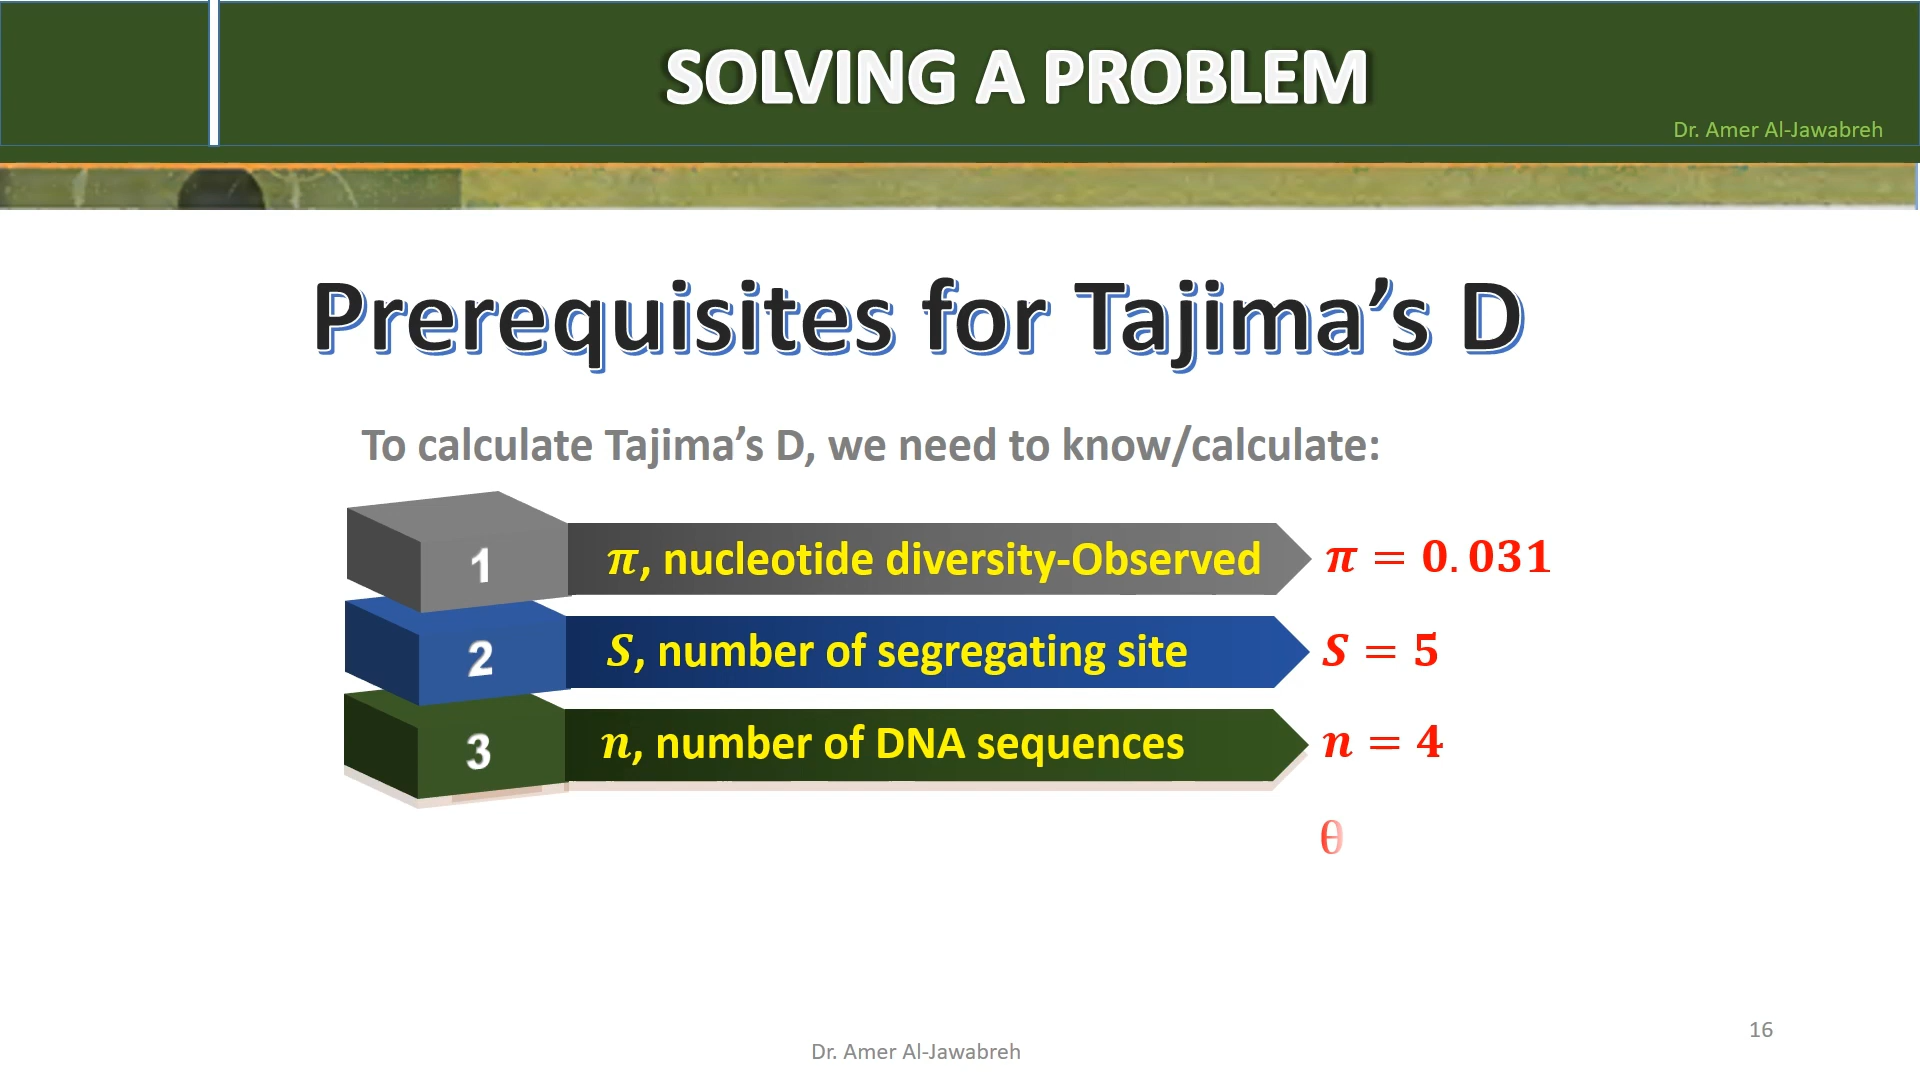 SOLVING A PROBLEM
Dr. Amer Al-Jawabreh
Prerequisites for Tajima’s D
To calculate Tajima’s D, we need to know/calculate:
1 π, nucleotide diversity-Observed π = 0.031
2 S, number of segregating site S = 5
3 n, number of DNA sequences n = 4
θ
16
Dr. Amer Al-Jawabreh